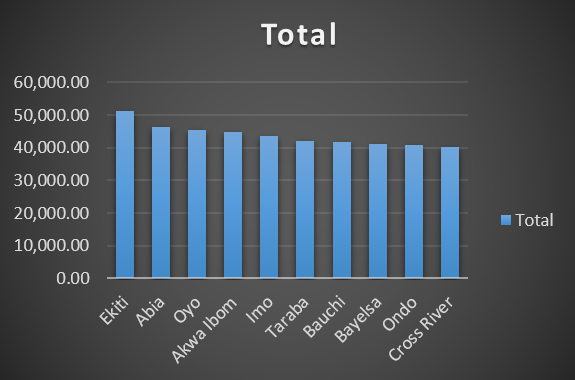 Total
60,000.00
50,000.00
40,000.00
30,000.00
20,000.00
10,000.00
0.00
Ekiti
Abia
Oyo
Akwa Ibom
Imo
Taraba
Bauchi
Bayelsa
Ondo
Cross River
Total